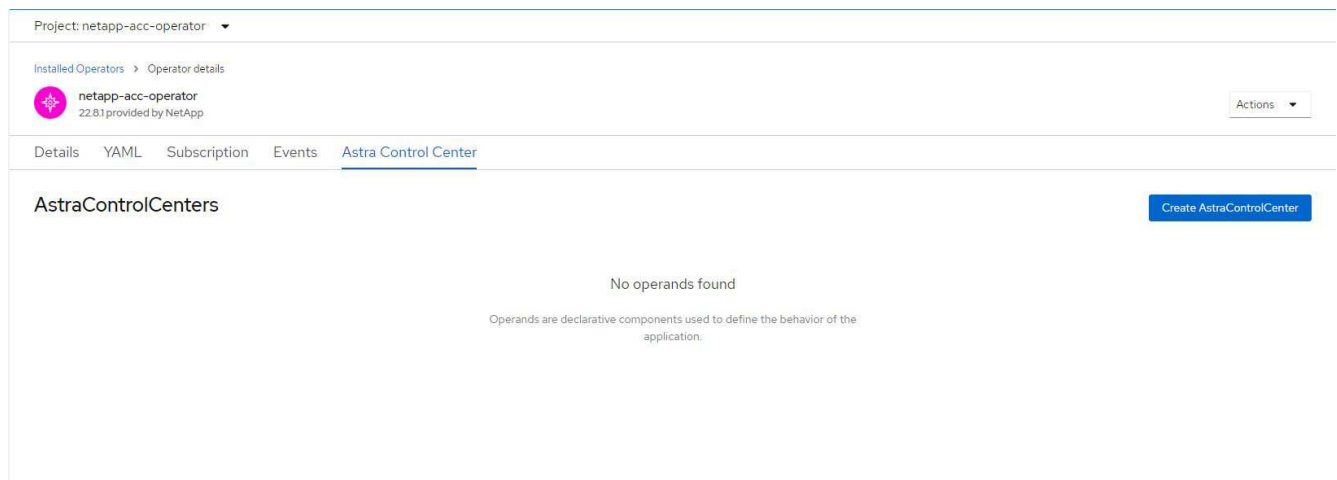 Project: netapp-acc-operator
Installed Operators > Operator details
netapp-acc-operator
22.8.1 provided by NetApp
Actions
Details YAML Subscription Events Astra Control Center
AstraControlCenters
Create AstraControlCenter
No operands found
Operands are declarative components used to define the behavior of the
application.